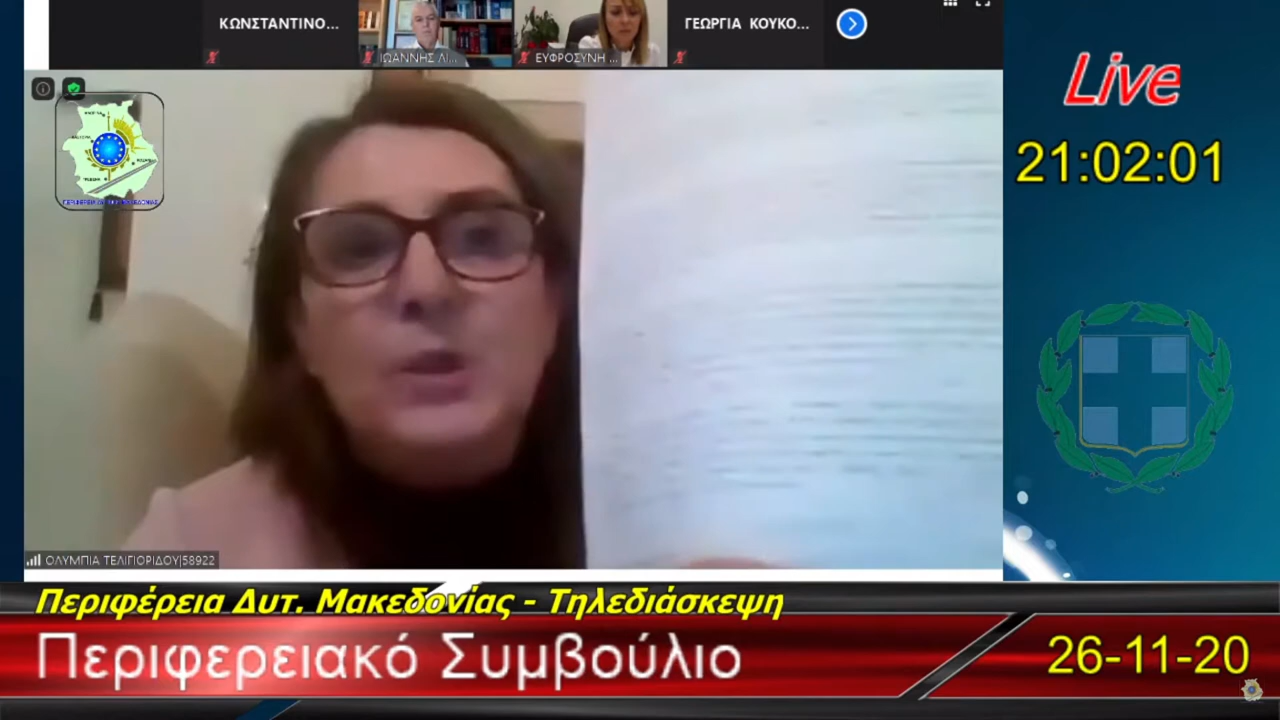 ΚΩΝΣΤΑΝΤΙΝΟ...
ΙΩΑΝΝΗΣ ΛΙ...
ΕΥΦΡΟΣΥΝΗ ...
ΓΕΩΡΓΙΑ ΚΟΥΚΟ...
Live
21:02:01
ΟΛΥΜΠΙΑ ΤΕΛΙΓΙΟΡΙΔΟΥ|58922
Περιφέρεια Δυτ. Μακεδονίας - Τηλεδιάσκεψη
Περιφερειακό Συμβούλιο
26-11-20